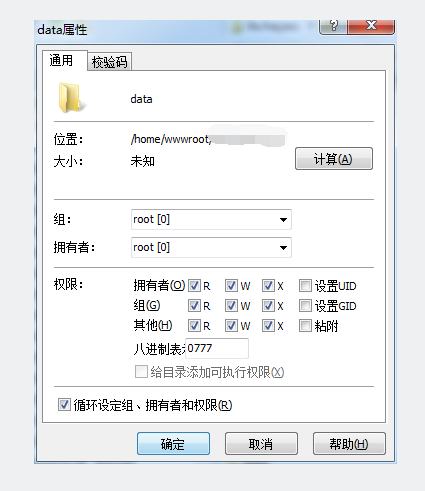 data属性
通用 校验码
data
位置： /home/wwwroot/
大小： 未知 计算(A)
组： root [0]
拥有者： root [0]
权限： 拥有者(O) R W X 设置UID
组(G) R W X 设置GID
其他(H) R W X 粘附
八进制表示 0777
给目录添加可执行权限(X)
循环设定组、拥有者和权限(R)
确定 取消 帮助(H)